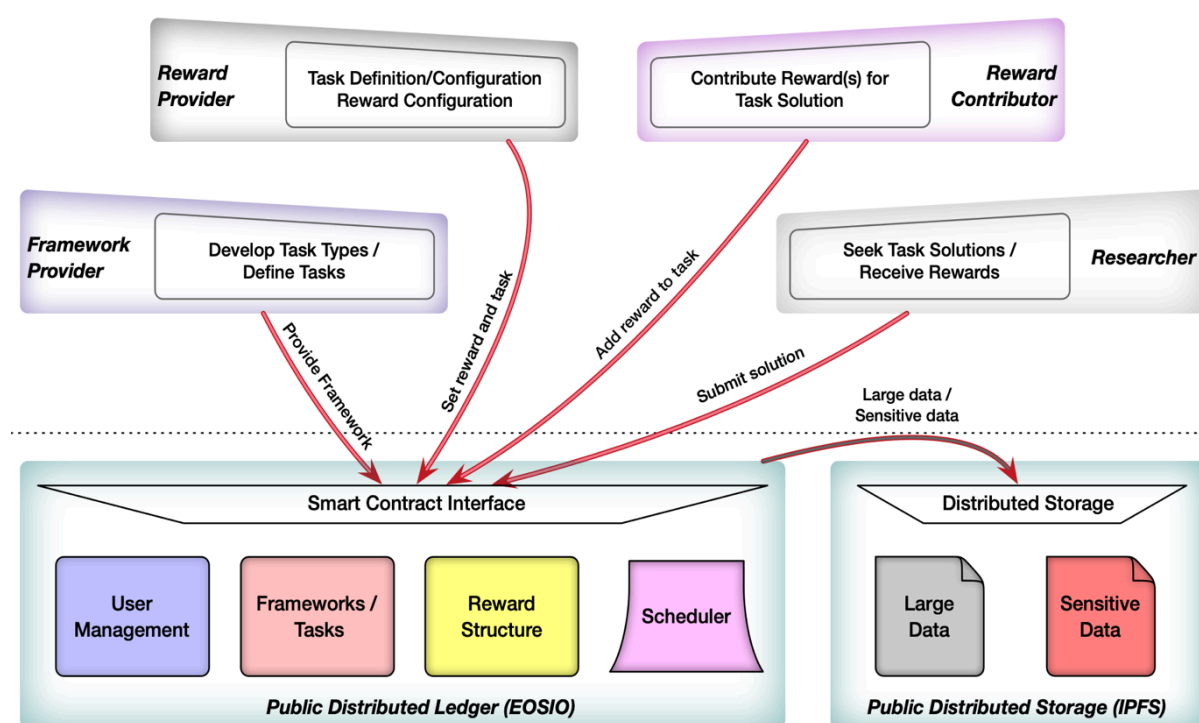 Reward
Provider
Task Definition/Configuration
Reward Configuration
Contribute Reward(s) for
Task Solution
Reward
Contributor
Framework
Provider
Develop Task Types /
Define Tasks
Seek Task Solutions /
Receive Rewards
Researcher
Provide Framework
Set reward and task
Add reward to task
Submit solution
Large data /
Sensitive data
Smart Contract Interface
User
Management
Frameworks /
Tasks
Reward
Structure
Scheduler
Public Distributed Ledger (EOSIO)
Distributed Storage
Large
Data
Sensitive
Data
Public Distributed Storage (IPFS)